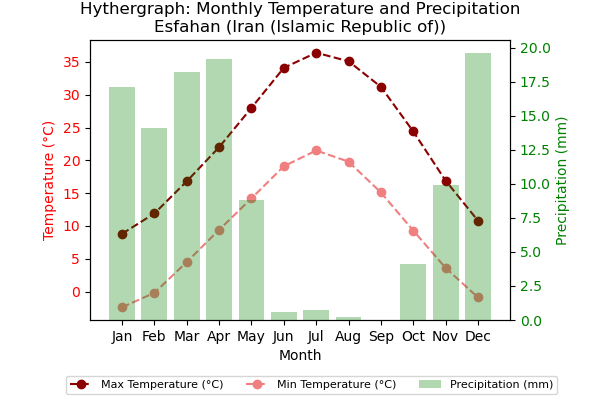 Hythergraph: Monthly Temperature and Precipitation
Esfahan (Iran (Islamic Republic of))
35
30
25
20
15
10
5
0
Temperature (°C)
20.0
17.5
15.0
12.5
10.0
7.5
5.0
2.5
0.0
Precipitation (mm)
Jan Feb Mar Apr May Jun Jul Aug Sep Oct Nov Dec
Month
Max Temperature (°C) Min Temperature (°C) Precipitation (mm)